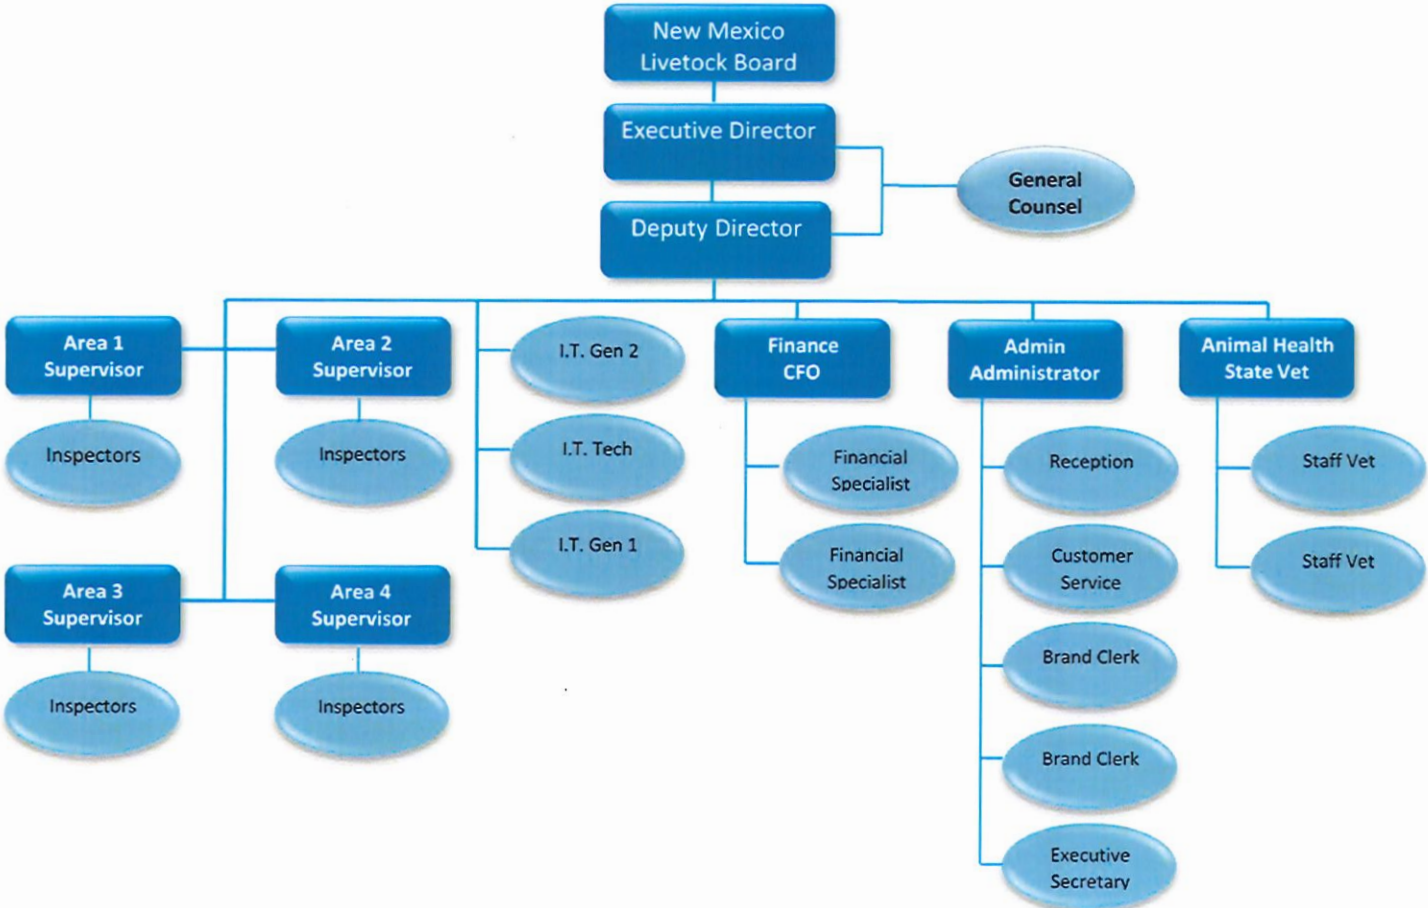 New Mexico
Livetock Board
Executive Director
General
Counsel
Deputy Director
Area 1
Supervisor
Area 2
Supervisor
I.T. Gen 2
Finance
CFO
Admin
Administrator
Animal Health
State Vet
Inspectors
Inspectors
I.T. Tech
Financial
Specialist
Reception
Staff Vet
I.T. Gen 1
Financial
Specialist
Customer
Service
Staff Vet
Area 3
Supervisor
Area 4
Supervisor
Brand Clerk
Inspectors
Inspectors
Brand Clerk
Executive
Secretary